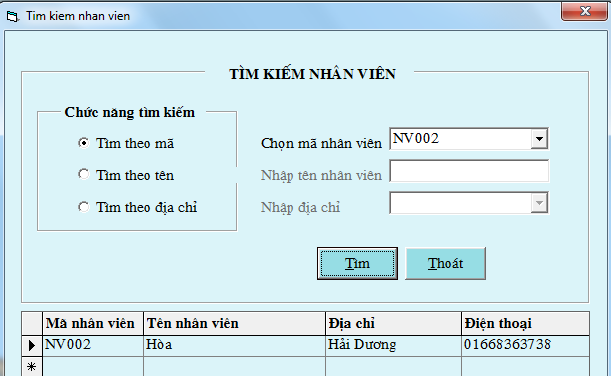 Tim kiem nhan vien
TÌM KIẾM NHÂN VIÊN
Chức năng tìm kiếm
Tìm theo mã
Chọn mã nhân viên NV002
Tìm theo tên
Nhập tên nhân viên
Tìm theo địa chỉ
Nhập địa chỉ
Tìm Thoát
Mã nhân viên Tên nhân viên Địa chỉ Điện thoại
NV002 Hòa Hải Dương 01668363738